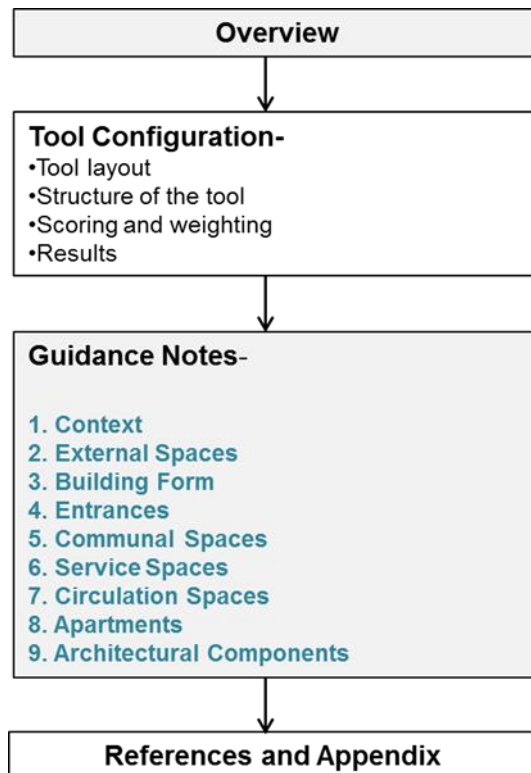 Overview
Tool Configuration-
•Tool layout
•Structure of the tool
•Scoring and weighting
•Results
Guidance Notes-
1. Context
2. External Spaces
3. Building Form
4. Entrances
5. Communal Spaces
6. Service Spaces
7. Circulation Spaces
8. Apartments
9. Architectural Components
References and Appendix